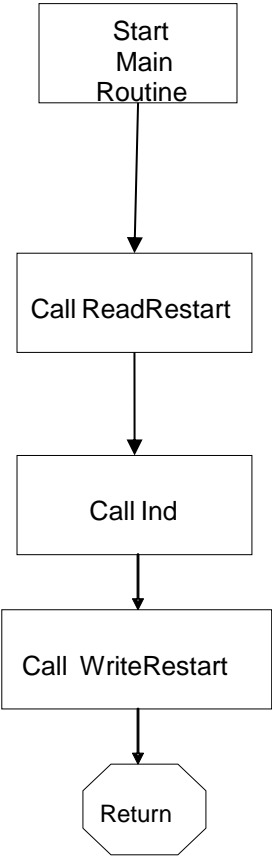 Start
Main
Routine
Call ReadRestart
Call Ind
Call WriteRestart
Return